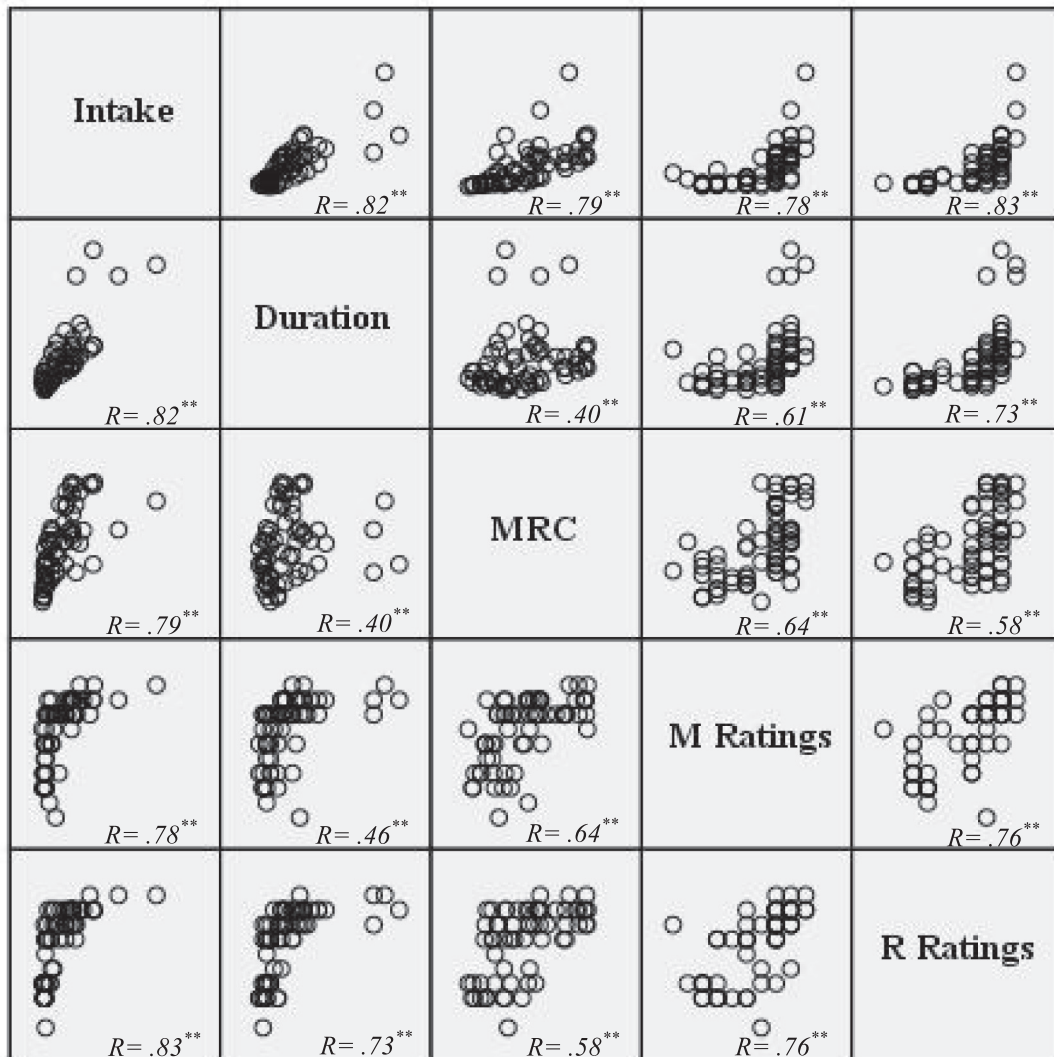 Intake
R= .82**
R= .79**
R= .78**
R= .83**
Duration
R= .82**
R= .40**
R= .61**
R= .73**
MRC
R= .79**
R= .40**
R= .64**
R= .58**
M Ratings
R= .78**
R= .46**
R= .64**
R= .76**
R Ratings
R= .83**
R= .73**
R= .58**
R= .76**